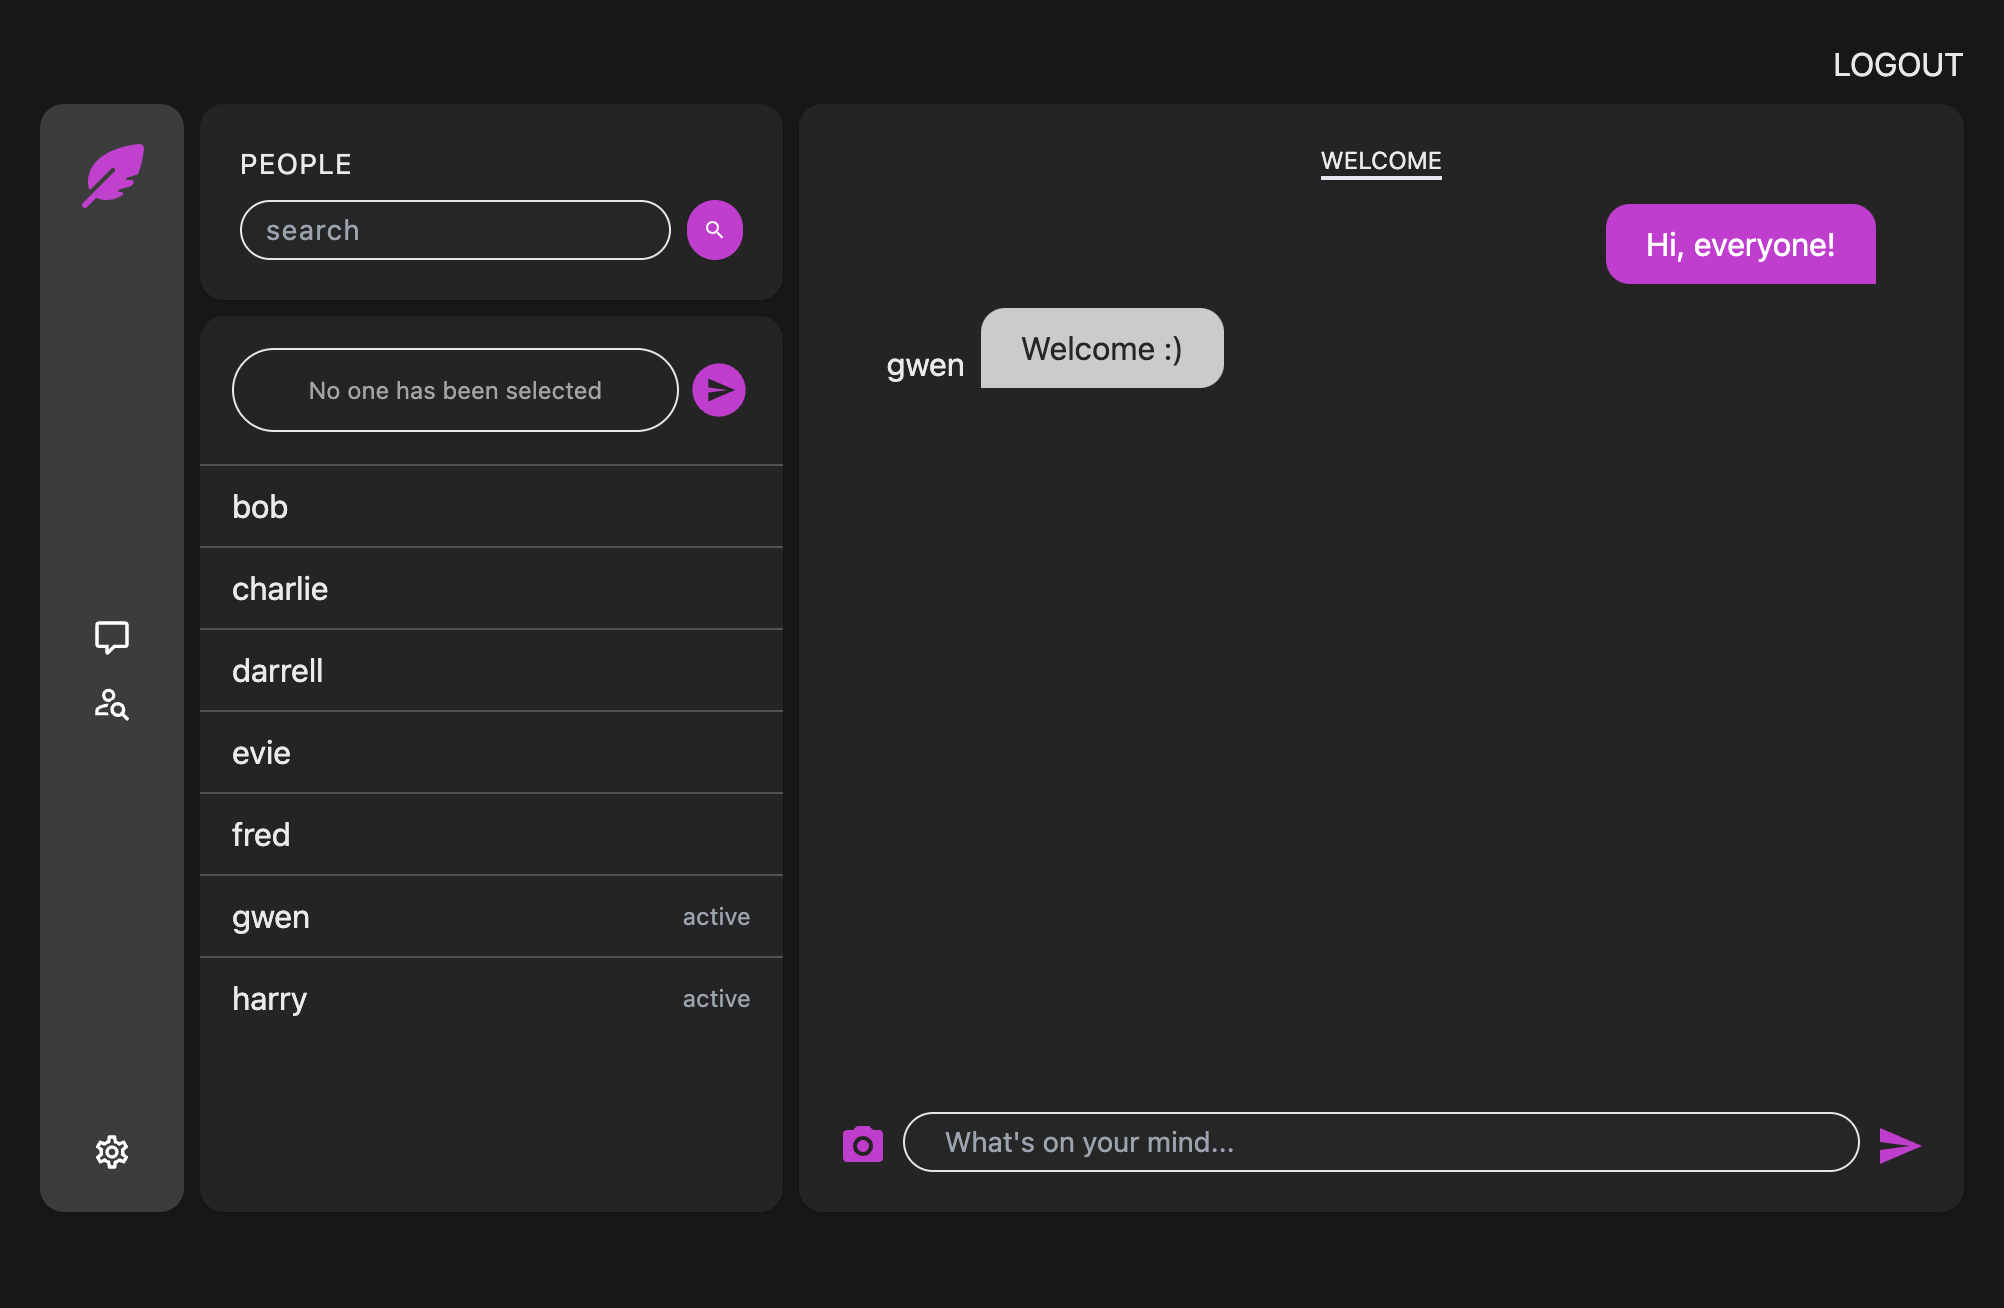 LOGOUT
PEOPLE
search
No one has been selected
bob
charlie
darrell
evie
fred
gwen active
harry active
WELCOME
Hi, everyone!
gwen Welcome :)
What's on your mind...